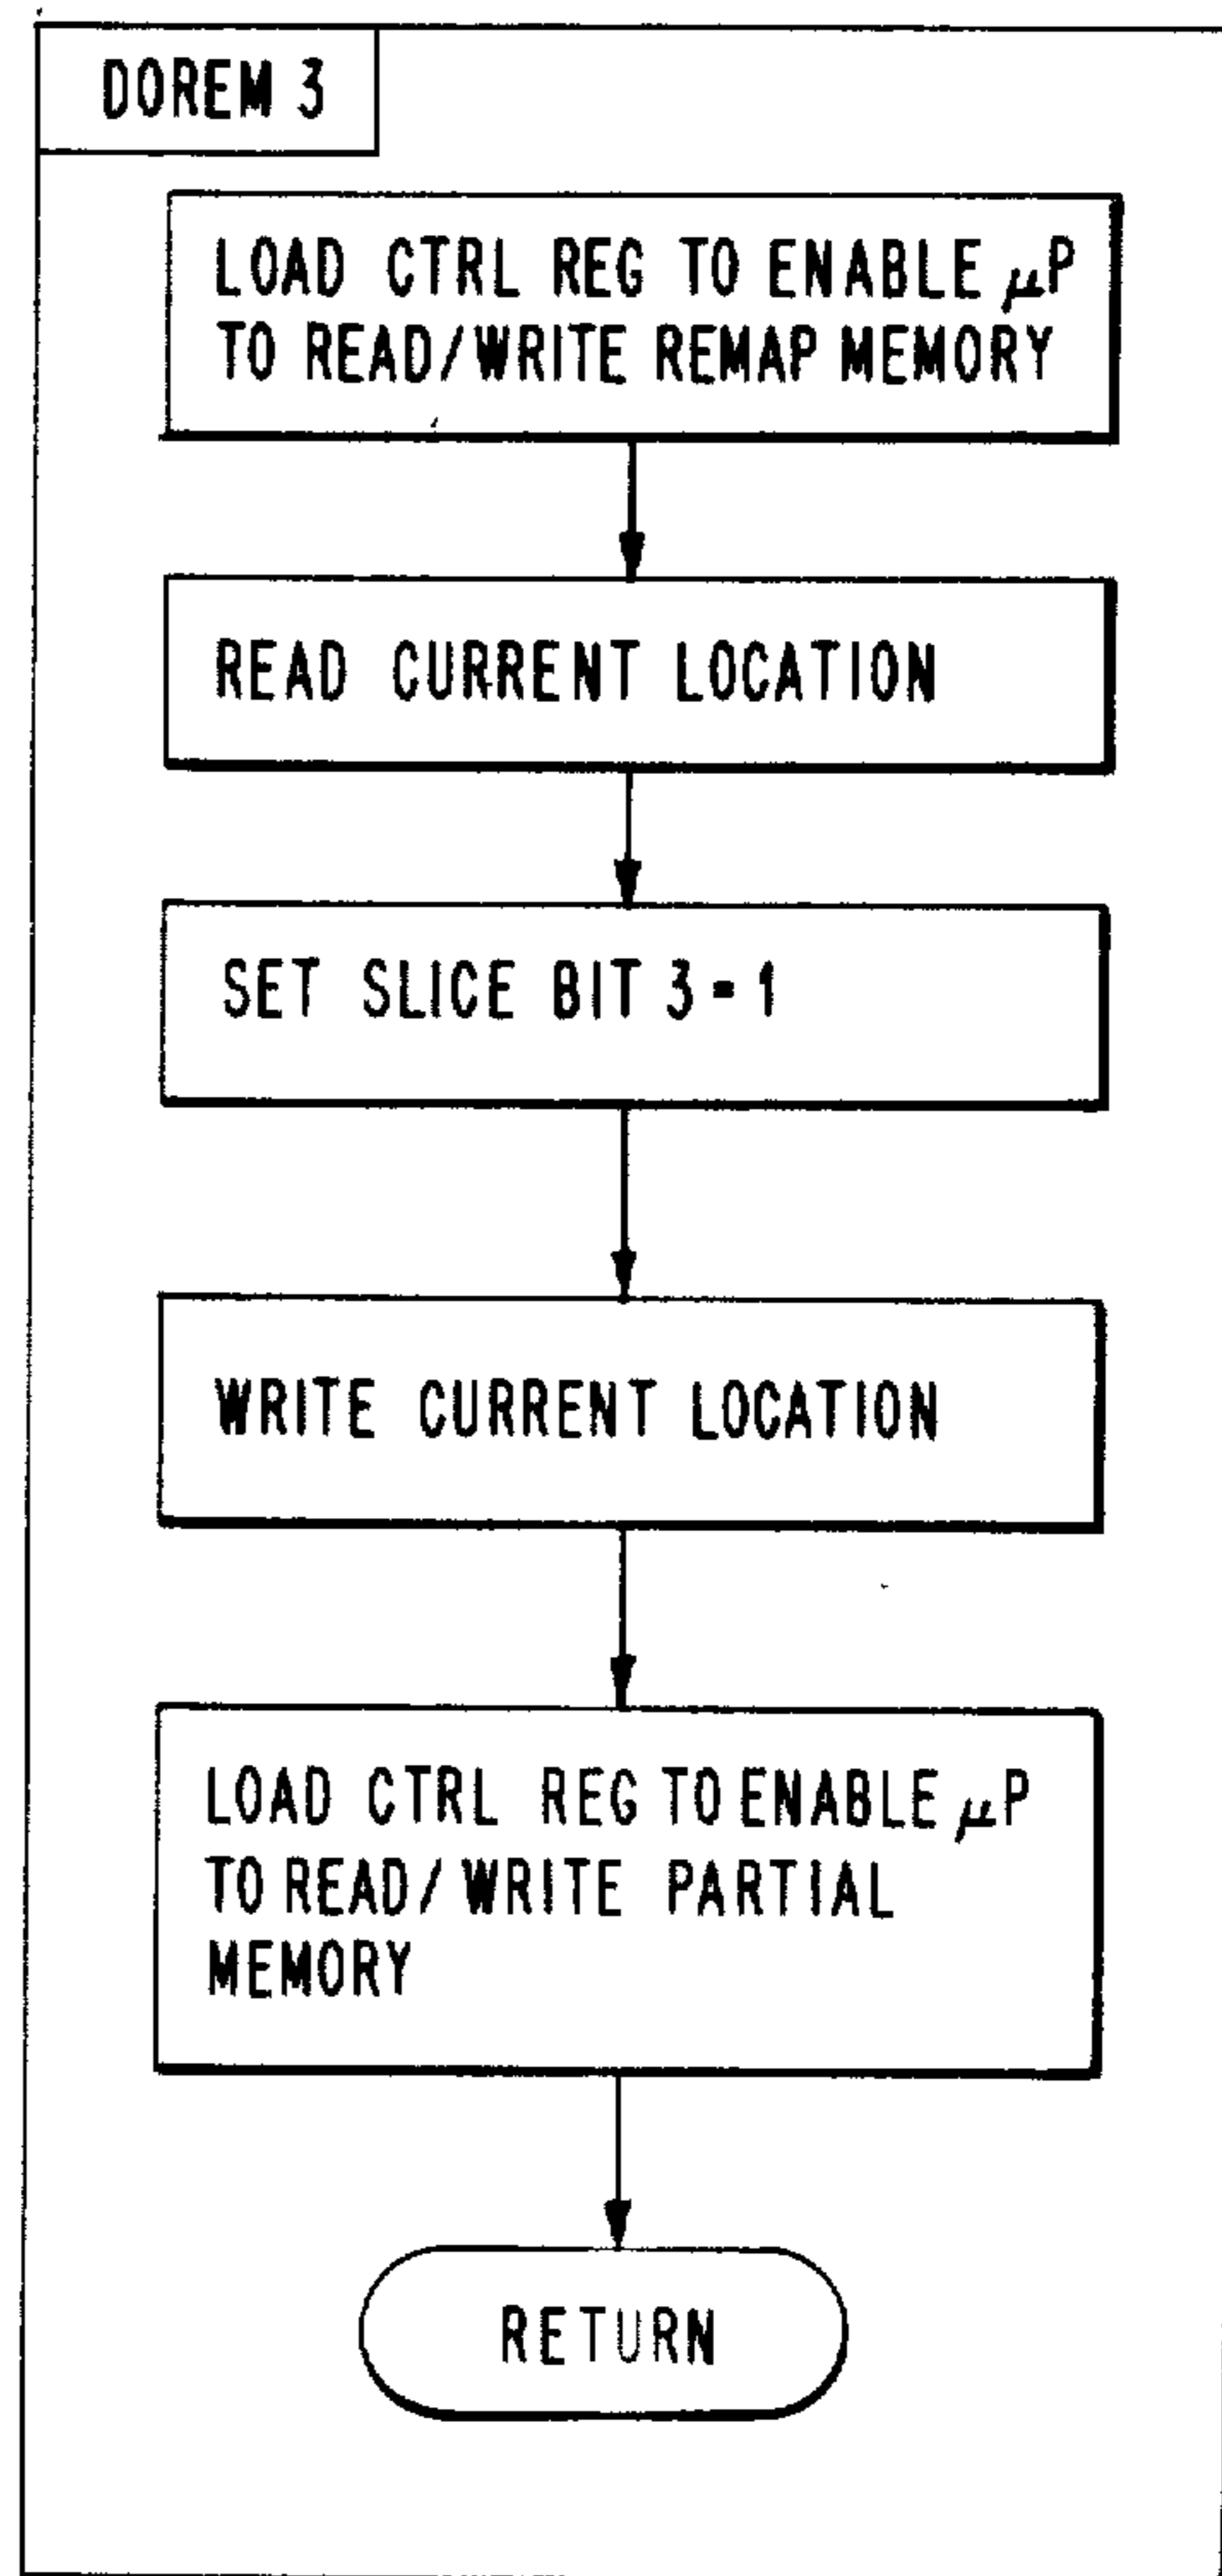 DOREM 3
LOAD CTRL REG TO ENABLE μP
TO READ/WRITE REMAP MEMORY
READ CURRENT LOCATION
SET SLICE BIT 3 = 1
WRITE CURRENT LOCATION
LOAD CTRL REG TO ENABLE μP
TO READ/WRITE PARTIAL
MEMORY
RETURN